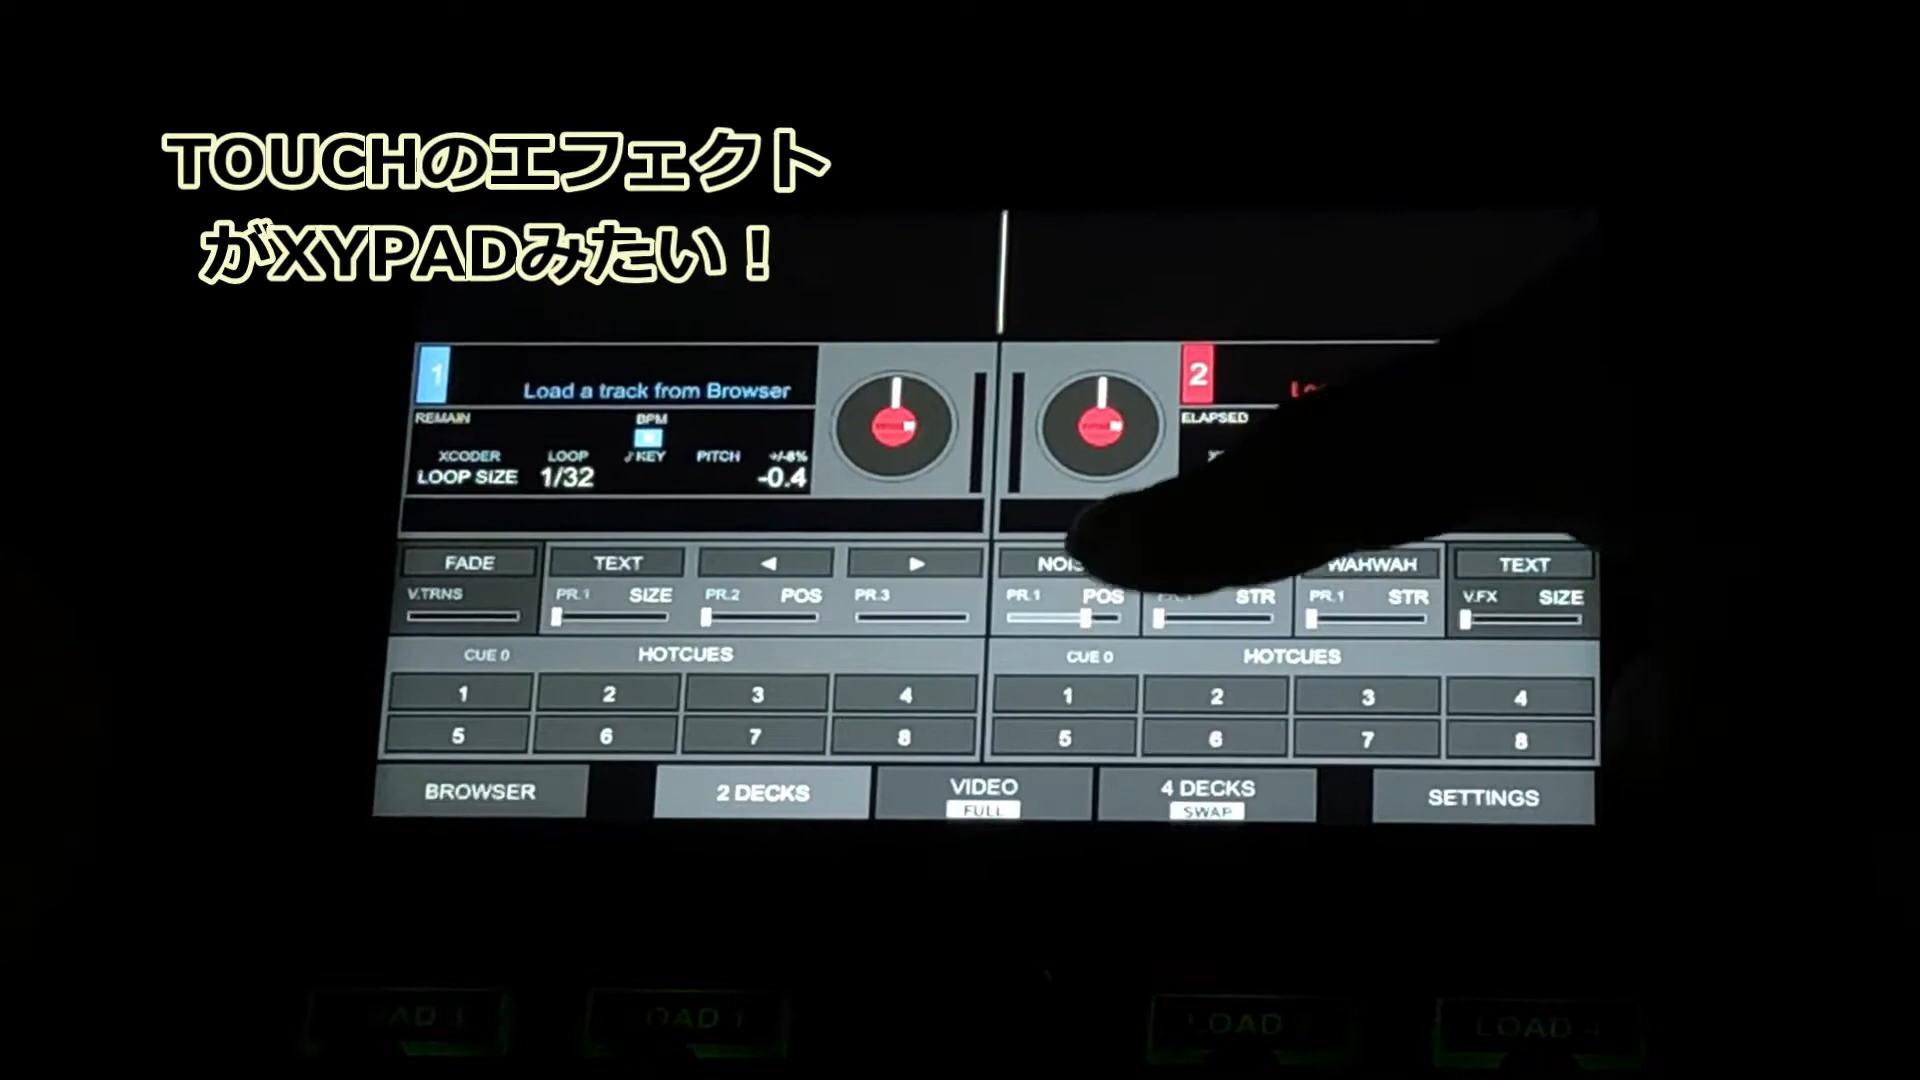 TOUCHのエフェクト
がXYPADみたい！
1
Load a track from Browser
REMAIN
BPM
XCODER
LOOP
♪KEY
PITCH
+/-8%
LOOP SIZE
1/32
-0.4
2
ELAPSED
FADE
TEXT
◀
▶
WAHWAH
TEXT
V.TRNS
PR.1 SIZE
PR.2 POS
PR.3
PR.1 POS
STR
PR.1 STR
V.FX SIZE
CUE 0 HOTCUES
CUE 0 HOTCUES
1 2 3 4
1 2 3 4
5 6 7 8
5 6 7 8
BROWSER
2 DECKS
VIDEO
FULL
4 DECKS
SWAP
SETTINGS
LOAD
LOAD 4